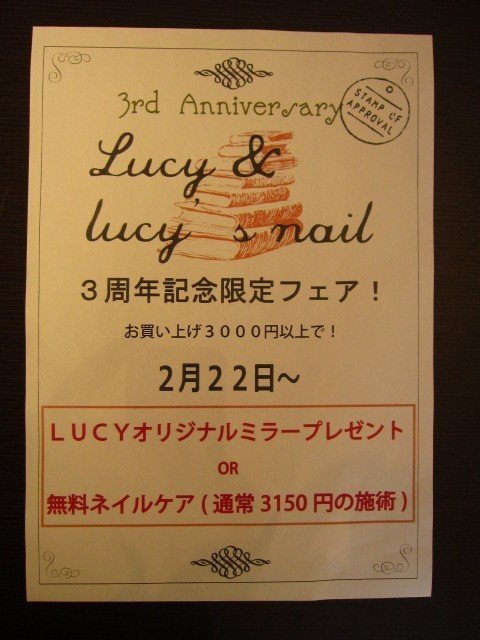 3rd Anniversary
STAMP OF
APPROVAL
Lucy &
lucy's nail
３周年記念限定フェア！
お買い上げ３０００円以上で！
２月２２日～
ＬＵＣＹオリジナルミラープレゼント
OR
無料ネイルケア ( 通常 3150 円の施術 )